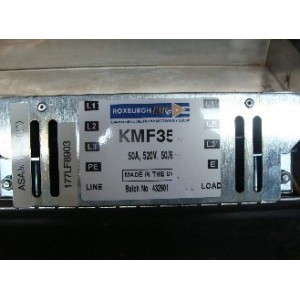 ROXBURGH
KMF35
50A, 520V, 50/6
MADE IN THE
Batch No 432901
L1
L2
L3
PE
LINE
L1
L2
L3
E
LOAD
177LF8003